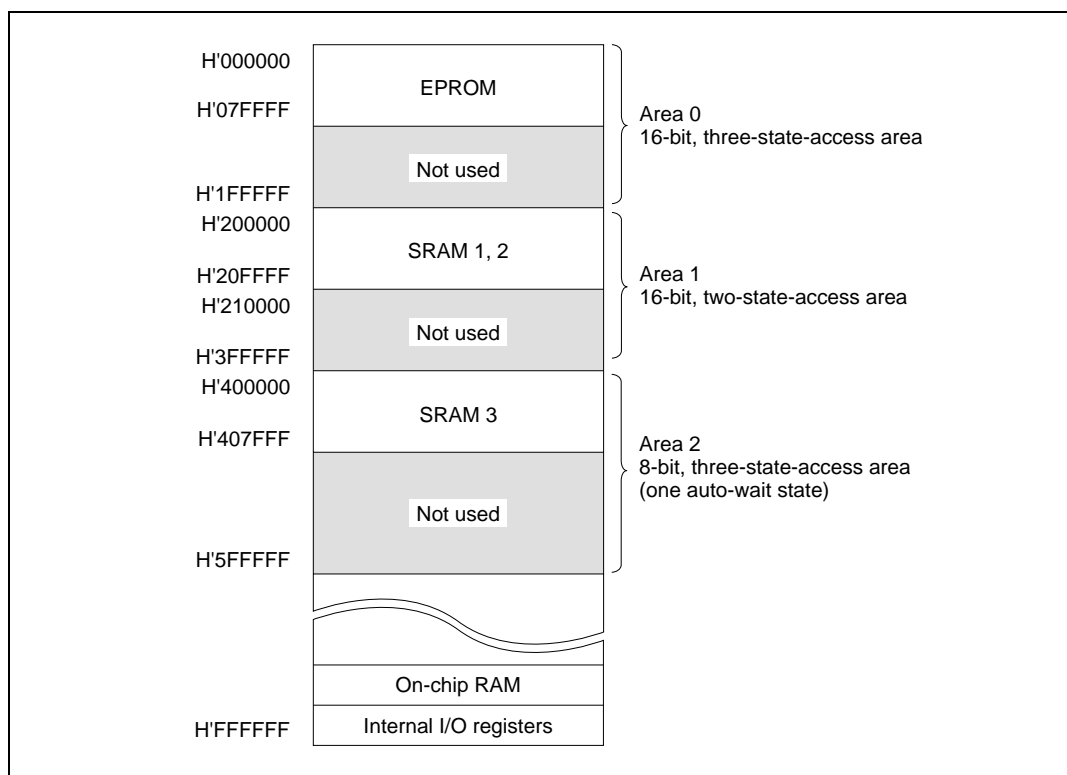 H'000000
EPROM
H'07FFFF
Area 0
16-bit, three-state-access area
Not used
H'1FFFFF
H'200000
SRAM 1, 2
H'20FFFF
Area 1
16-bit, two-state-access area
H'210000
Not used
H'3FFFFF
H'400000
SRAM 3
H'407FFF
Area 2
8-bit, three-state-access area
(one auto-wait state)
Not used
H'5FFFFF
On-chip RAM
H'FFFFFF
Internal I/O registers